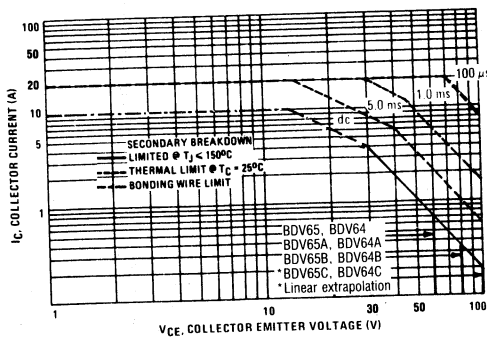 100
50
20
10
5
1
IC, COLLECTOR CURRENT (A)
100 µs
1.0 ms
5.0 ms
dc
SECONDARY BREAKDOWN
LIMITED @ TJ ≤ 150°C
THERMAL LIMIT @ TC = 25°C
BONDING WIRE LIMIT
BDV65, BDV64
BDV65A, BDV64A
BDV65B, BDV64B
*BDV65C, BDV64C
*Linear extrapolation
1 10 30 50 100
VCE, COLLECTOR EMITTER VOLTAGE (V)